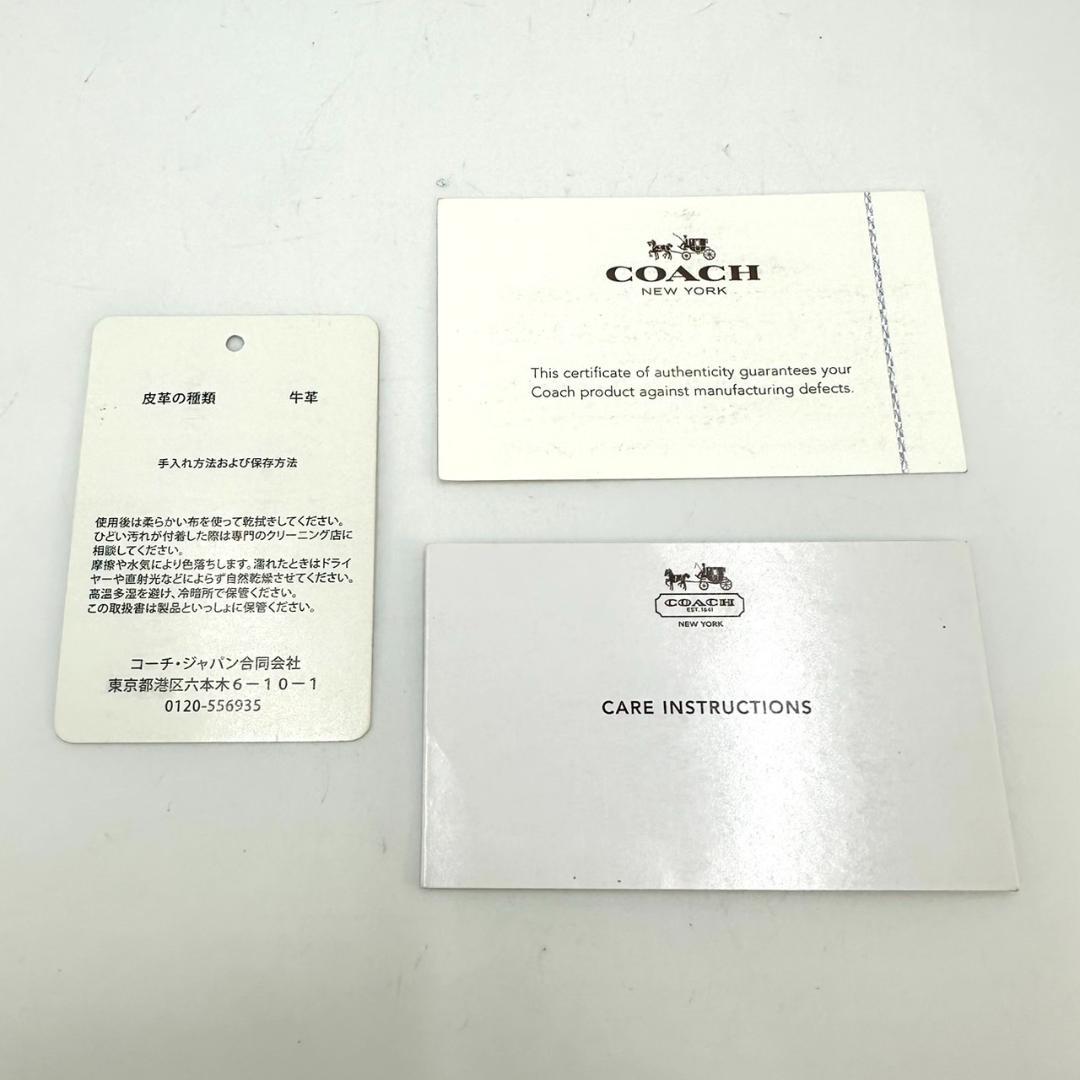 皮革の種類 牛革
手入れ方法および保存方法
使用後は柔らかい布を使って乾拭きしてください。
ひどい汚れが付着した際は専門のクリーニング店に
相談してください。
摩擦や水気により色落ちします。濡れたときはドライ
ヤーや直射光などによらず自然乾燥させてください。
高温多湿を避け、冷暗所で保管ください。
この取扱書は製品といっしょに保管ください。
コーチ・ジャパン合同会社
東京都港区六本木6－10－1
0120-556935
COACH
NEW YORK
This certificate of authenticity guarantees your
Coach product against manufacturing defects.
COACH
EST. 1941
NEW YORK
CARE INSTRUCTIONS